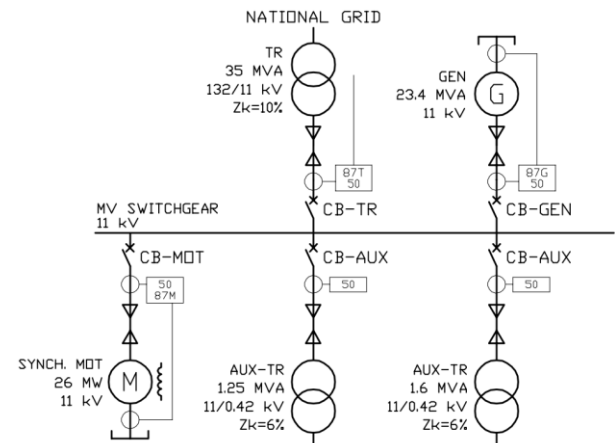 NATIONAL GRID
TR
35 MVA
132/11 kV
Zk=10%
GEN
23.4 MVA
11 kV
G
87T
50
87G
50
CB-TR
CB-GEN
MV SWITCHGEAR
11 kV
CB-MOT
CB-AUX
CB-AUX
50
87M
50
50
SYNCH. MOT
26 MW
11 kV
M
AUX-TR
1.25 MVA
11/0.42 kV
Zk=6%
AUX-TR
1.6 MVA
11/0.42 kV
Zk=6%